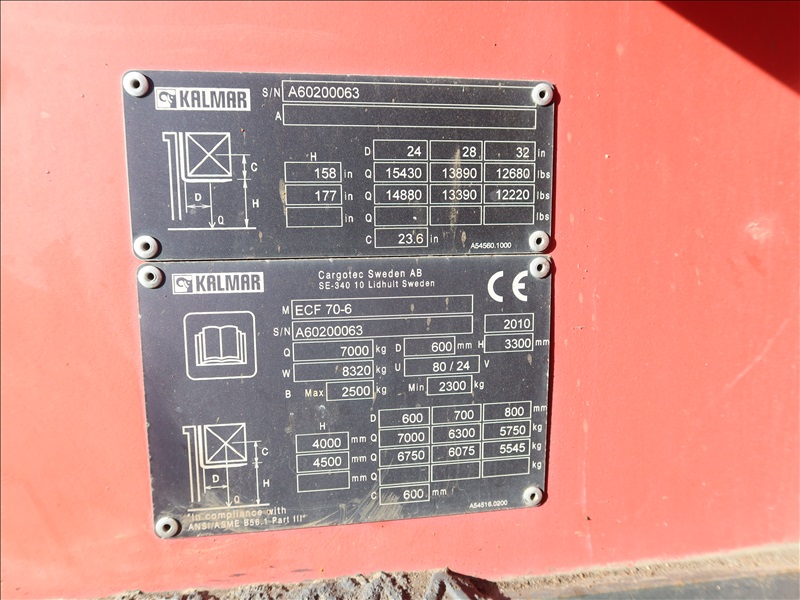 KALMAR
S/N A60200063
A
H D 24 28 32 in
158 in Q 15430 13890 12680 lbs
177 in Q 14880 13390 12220 lbs
in Q lbs
C 23.6 in
C
D H
Q
A54560.1000
KALMAR
Cargotec Sweden AB
SE-340 10 Lidhult Sweden
CE
M ECF 70-6
S/N A60200063 2010
Q 7000 kg D 600 mm H 3300 mm
W 8320 kg U 80 / 24 V
B Max 2500 kg Min 2300 kg
H D 600 700 800 mm
4000 mm Q 7000 6300 5750 kg
4500 mm Q 6750 6075 5545 kg
mm Q kg
C 600 mm
C
D H
Q
"In compliance with
ANSI/ASME B56.1 Part III"
A54516.0200